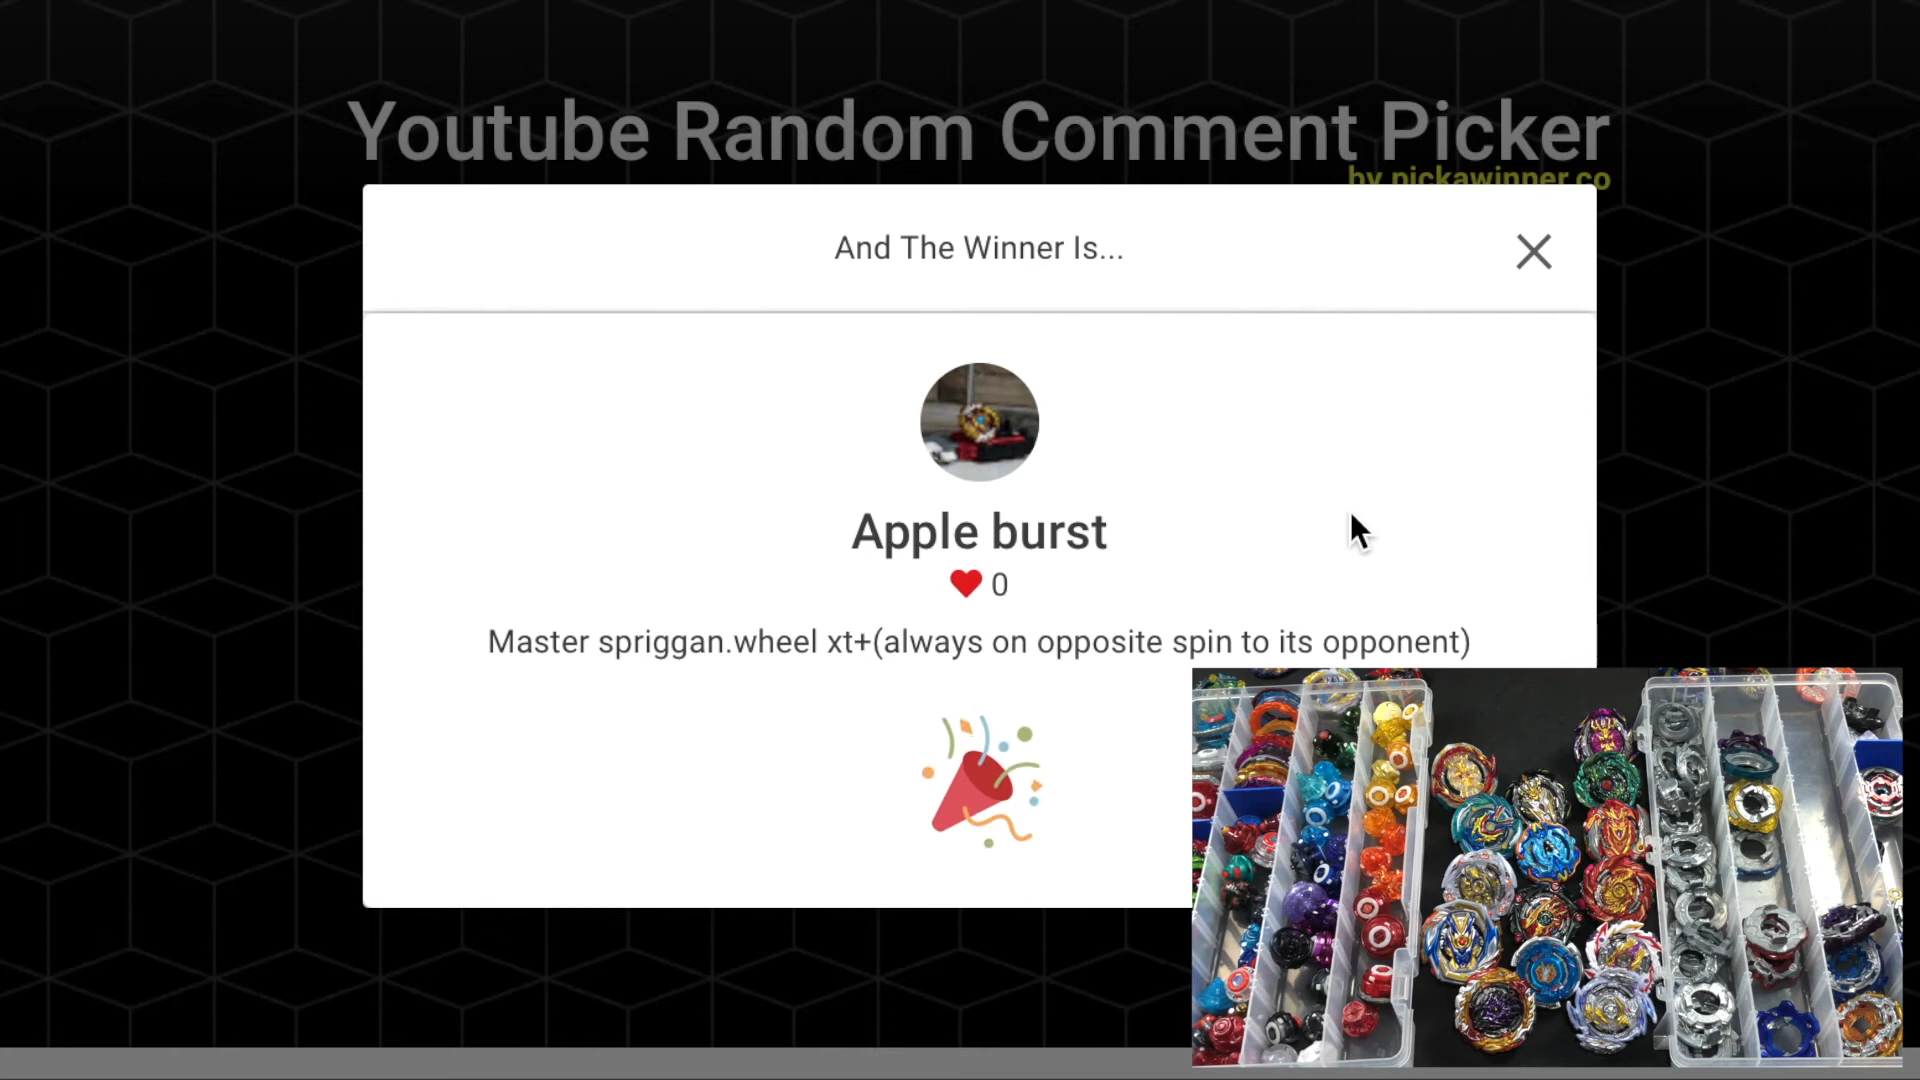 Youtube Random Comment Picker
by pickawinner.co
And The Winner Is...
Apple burst
0
Master spriggan.wheel xt+(always on opposite spin to its opponent)